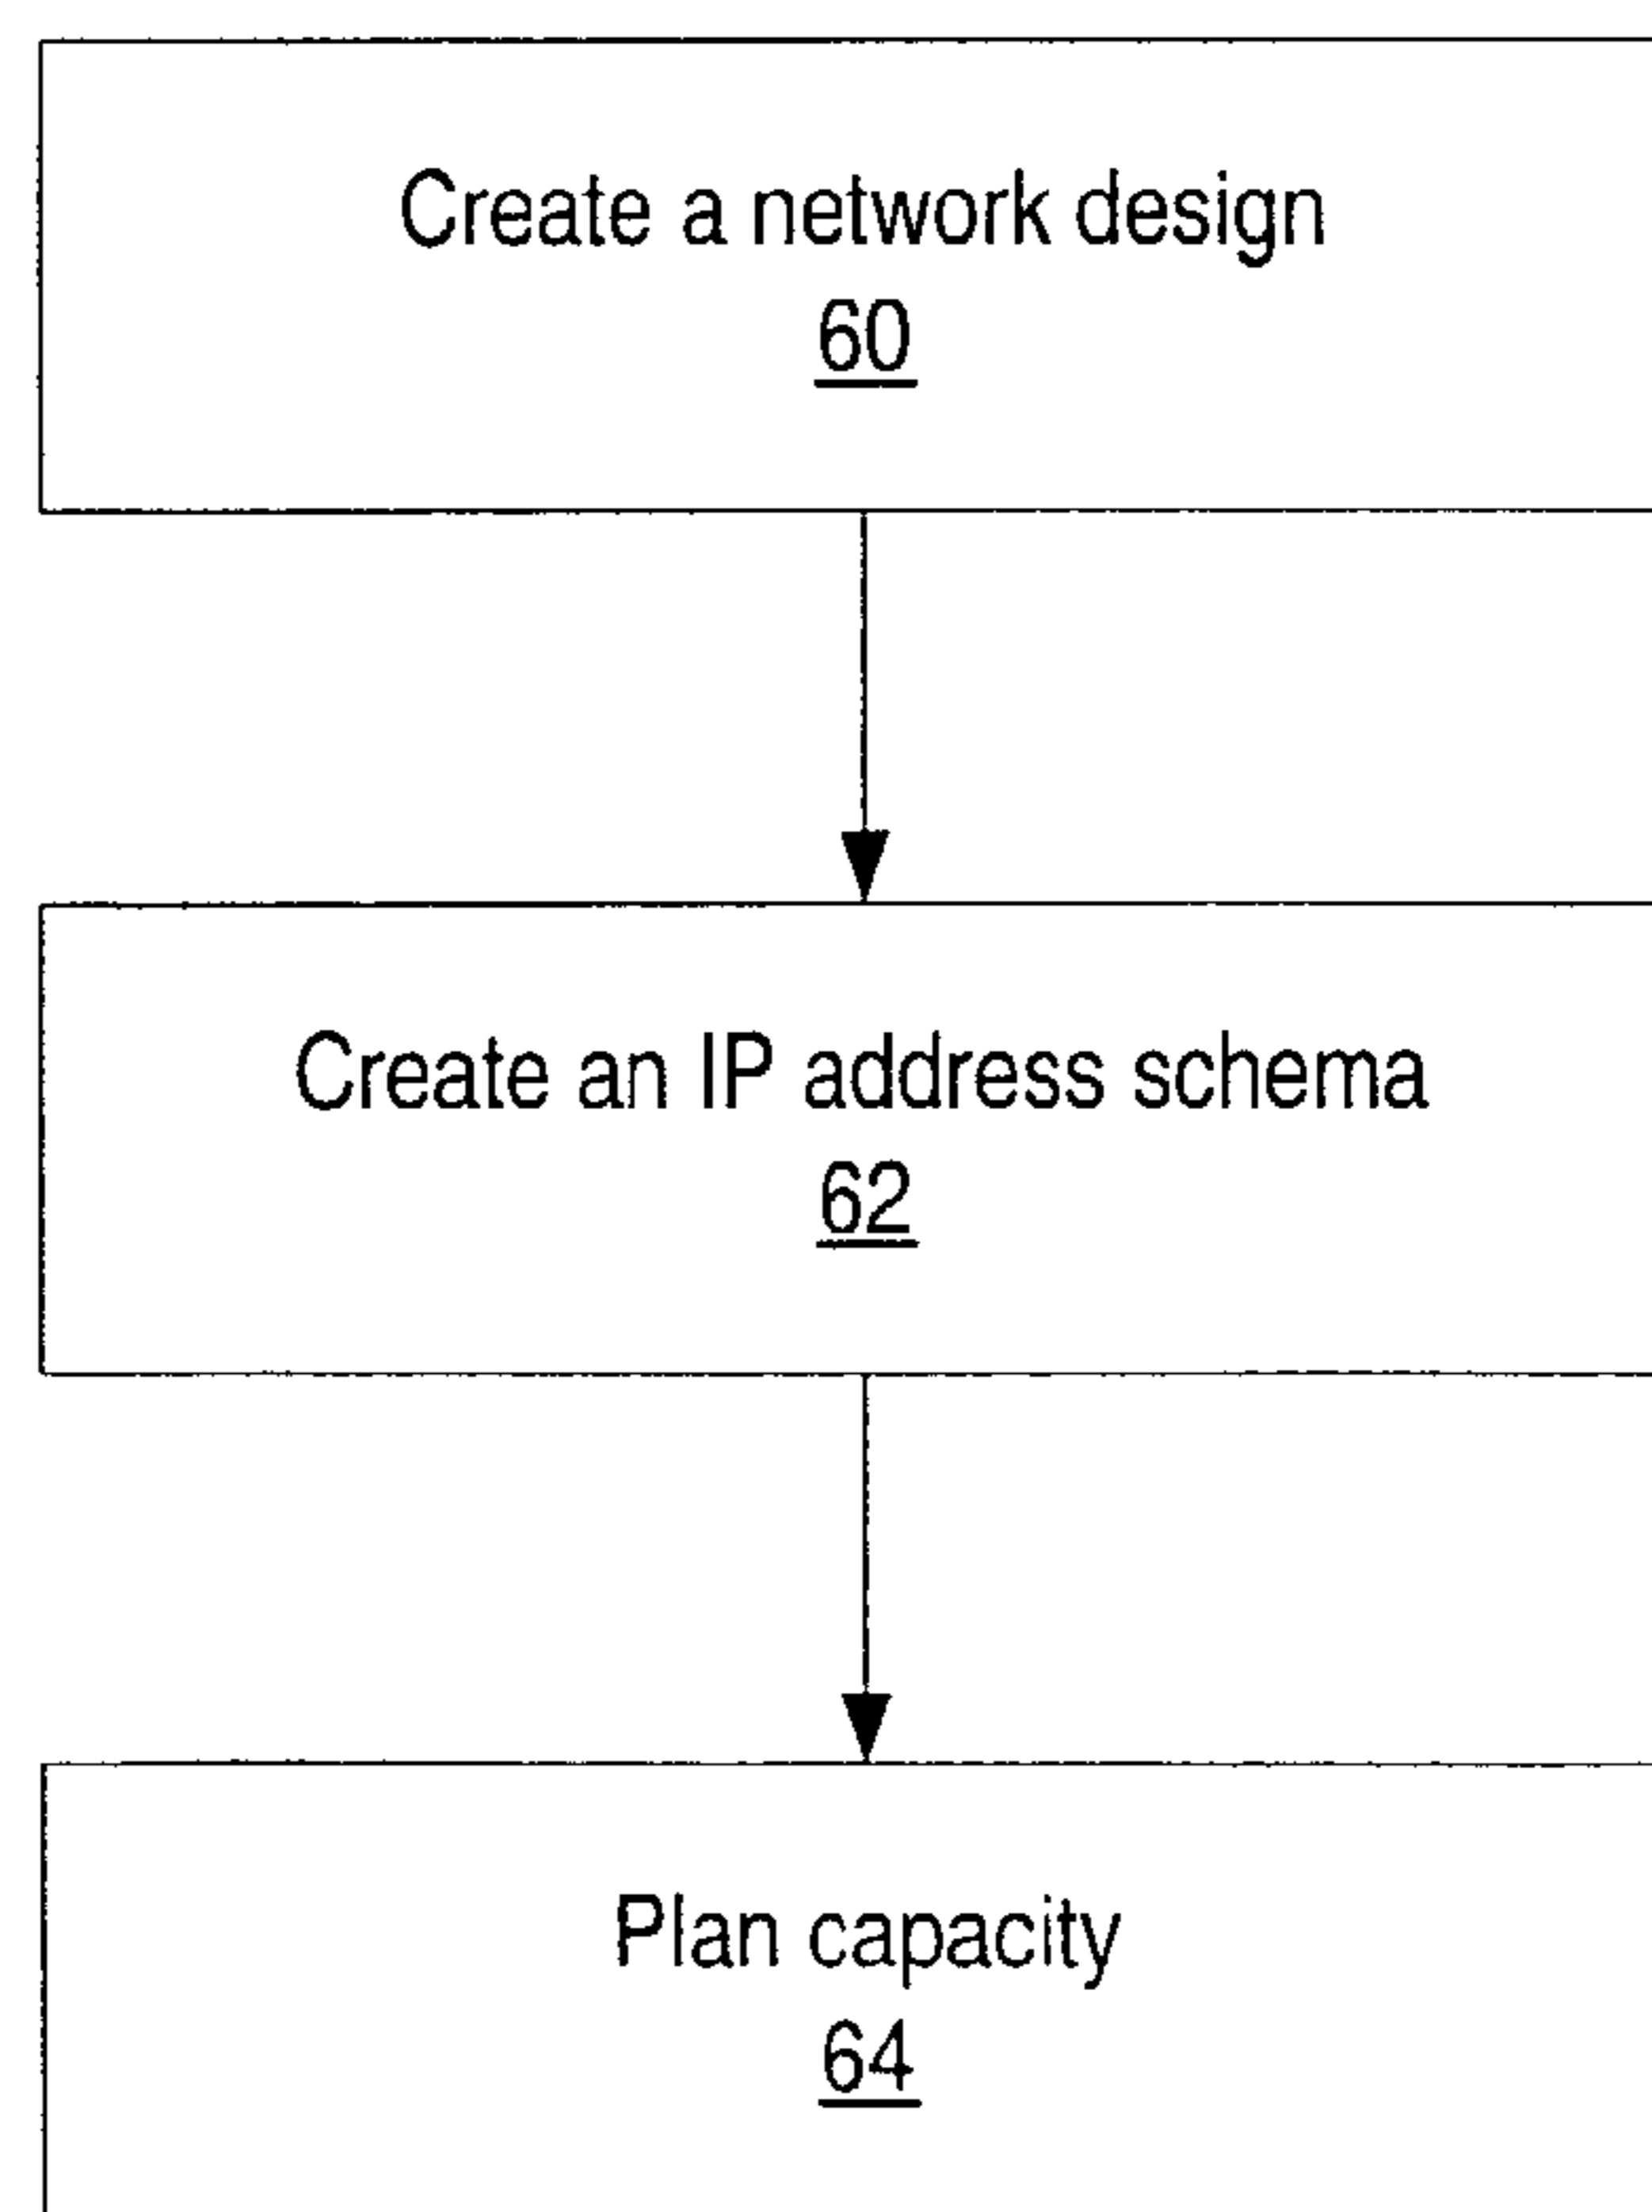 Create a network design
60
Create an IP address schema
62
Plan capacity
64